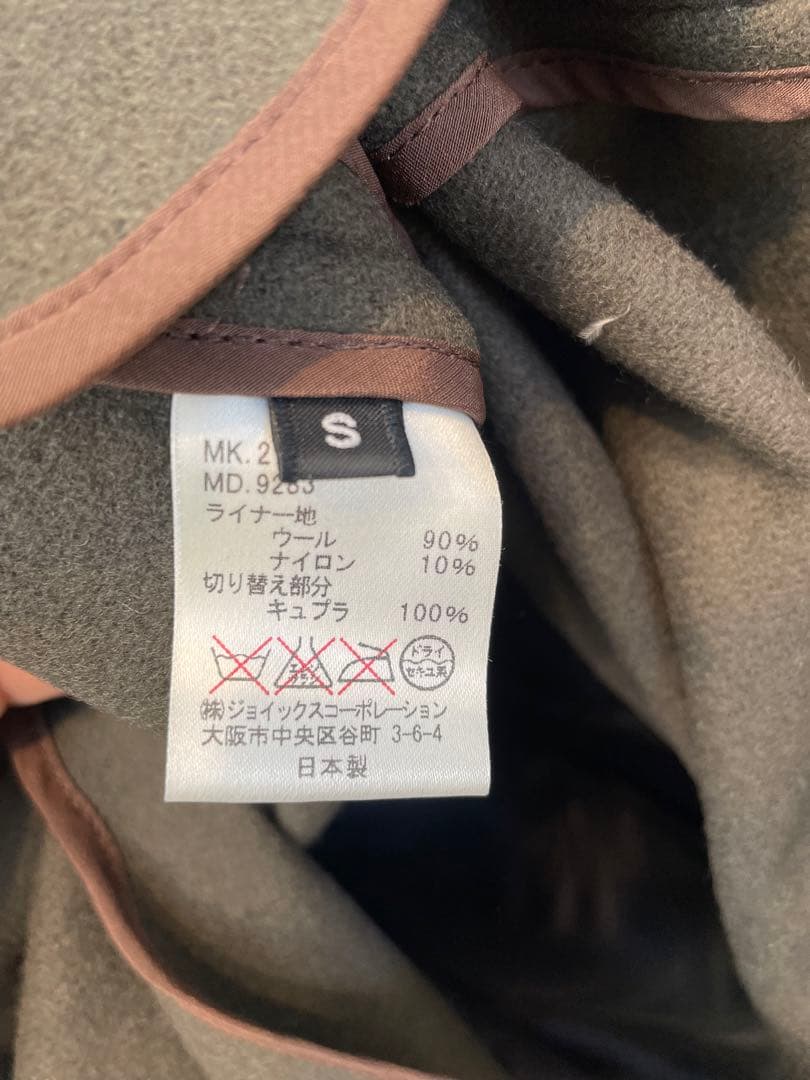 S
MK.2
MD.9283
ライナー地
ウール 90%
ナイロン 10%
切り替え部分
キュプラ 100%
ドライ
セキユ系
㈱ジョイックスコーポレーション
大阪市中央区谷町 3-6-4
日本製